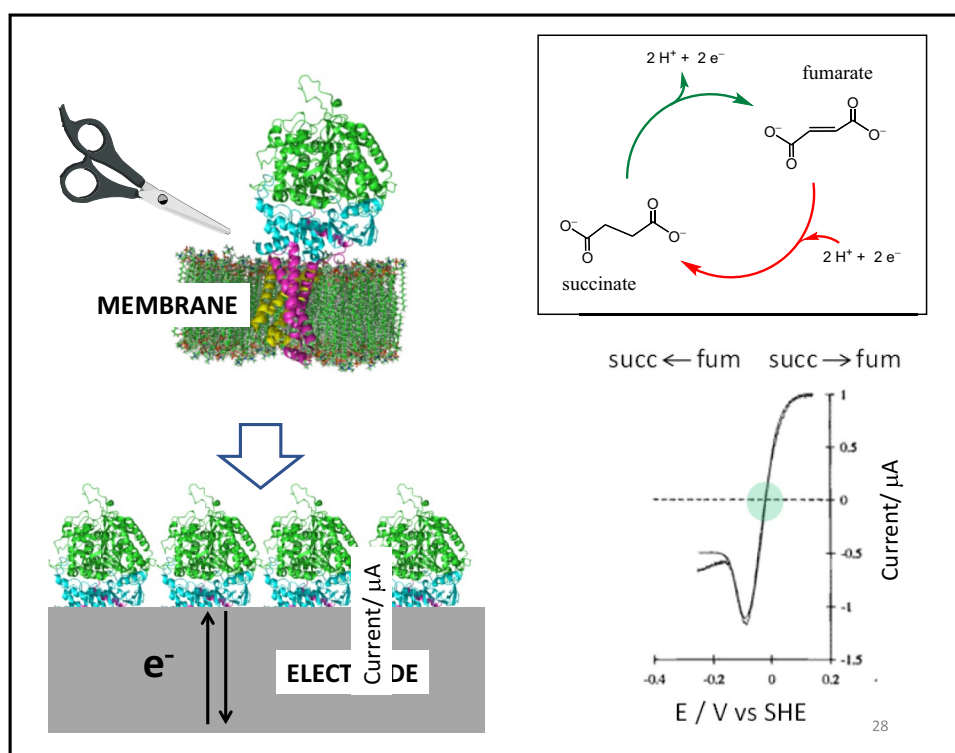 MEMBRANE
2 H⁺ + 2 e⁻
fumarate
O⁻
O
O
O⁻
O⁻
O
O
O⁻
2 H⁺ + 2 e⁻
succinate
succ ← fum
succ → fum
1
0.5
0
-0.5
-1
-1.5
Current/ µA
-0.4
-0.2
0
0.2
E / V vs SHE
e⁻
ELECT DE
Current/ µA
28